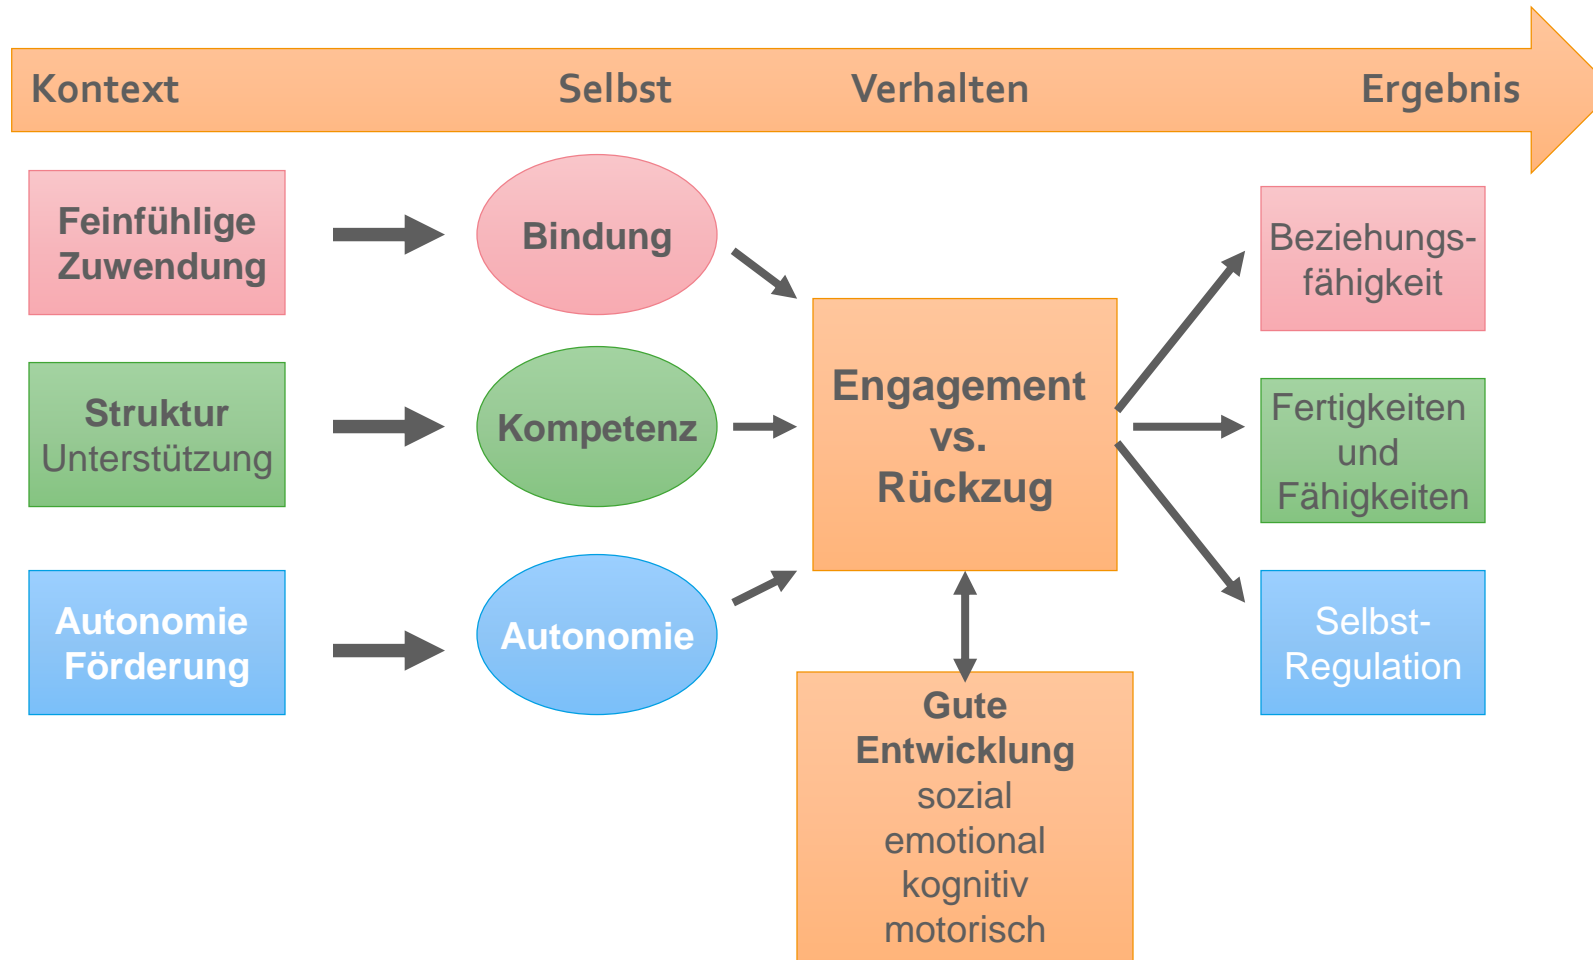 Kontext Selbst Verhalten Ergebnis
Feinfühlige
Zuwendung
Bindung
Beziehungs-
fähigkeit
Struktur
Unterstützung
Kompetenz
Engagement
vs.
Rückzug
Fertigkeiten
und
Fähigkeiten
Autonomie
Förderung
Autonomie
Selbst-
Regulation
Gute
Entwicklung
sozial
emotional
kognitiv
motorisch